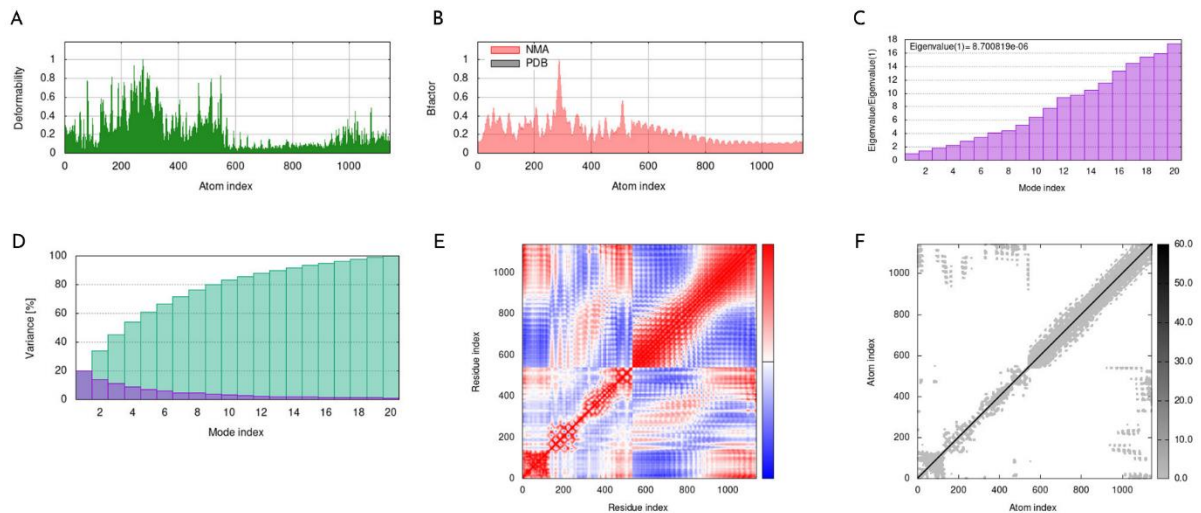 A
Deformability
1
0.8
0.6
0.4
0.2
0
0 200 400 600 800 1000
Atom index
B
NMA
PDB
Bfactor
1
0.8
0.6
0.4
0.2
0
0 200 400 600 800 1000
Atom index
C
Eigenvalue(1)= 8.700819e-06
Eigenvalue/Eigenvalue(1)
18
16
14
12
10
8
6
4
2
0
2 4 6 8 10 12 14 16 18 20
Mode index
D
Variance [%]
100
80
60
40
20
0
2 4 6 8 10 12 14 16 18 20
Mode index
E
Residue index
1000
800
600
400
200
0
0 200 400 600 800 1000
Residue index
F
Atom index
1000
800
600
400
200
0
0 200 400 600 800 1000
Atom index
60.0
50.0
40.0
30.0
20.0
10.0
0.0